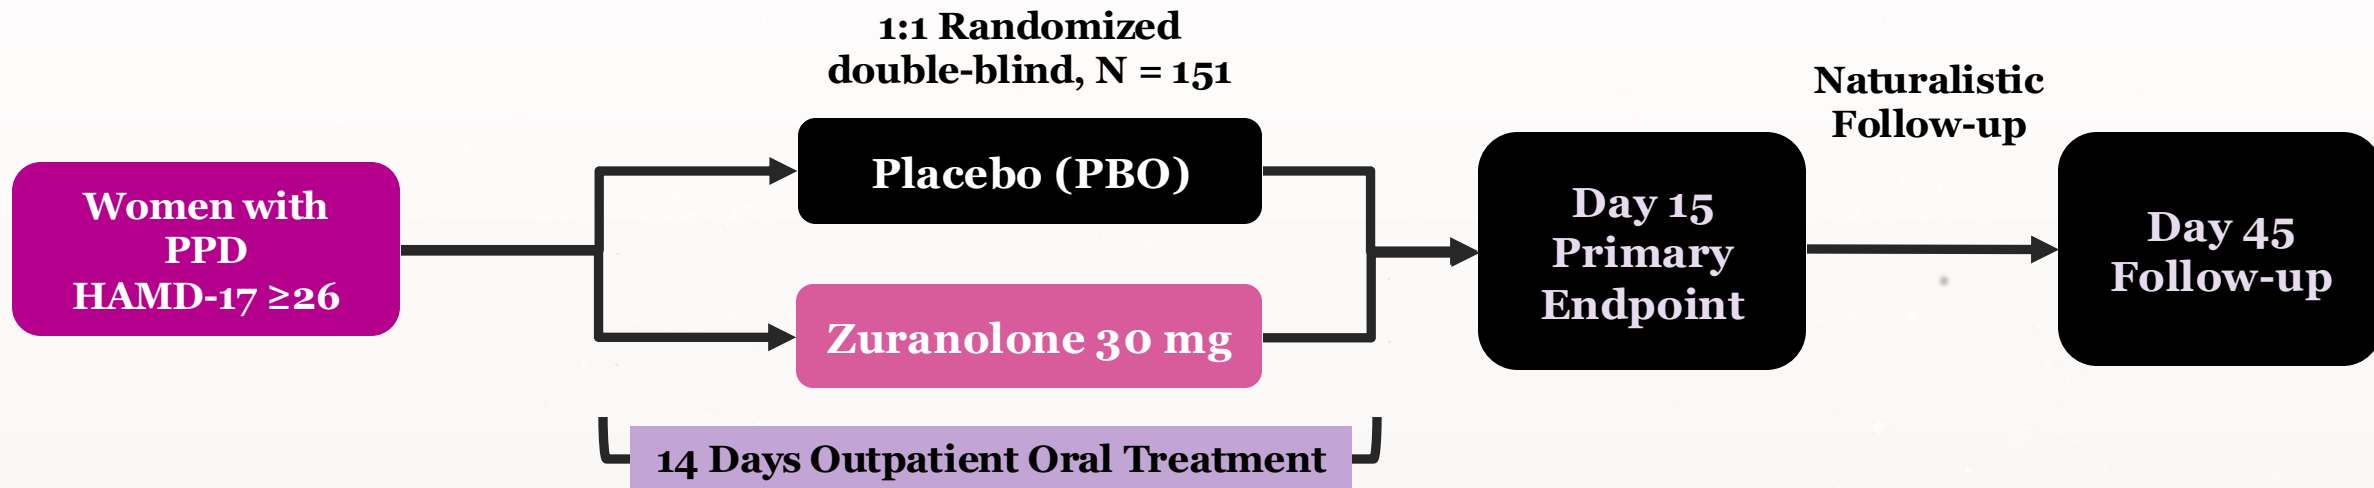 1:1 Randomized
double-blind, N = 151
Women with
PPD
HAMD-17 ≥26
Placebo (PBO)
Zuranolone 30 mg
14 Days Outpatient Oral Treatment
Day 15
Primary
Endpoint
Naturalistic
Follow-up
Day 45
Follow-up